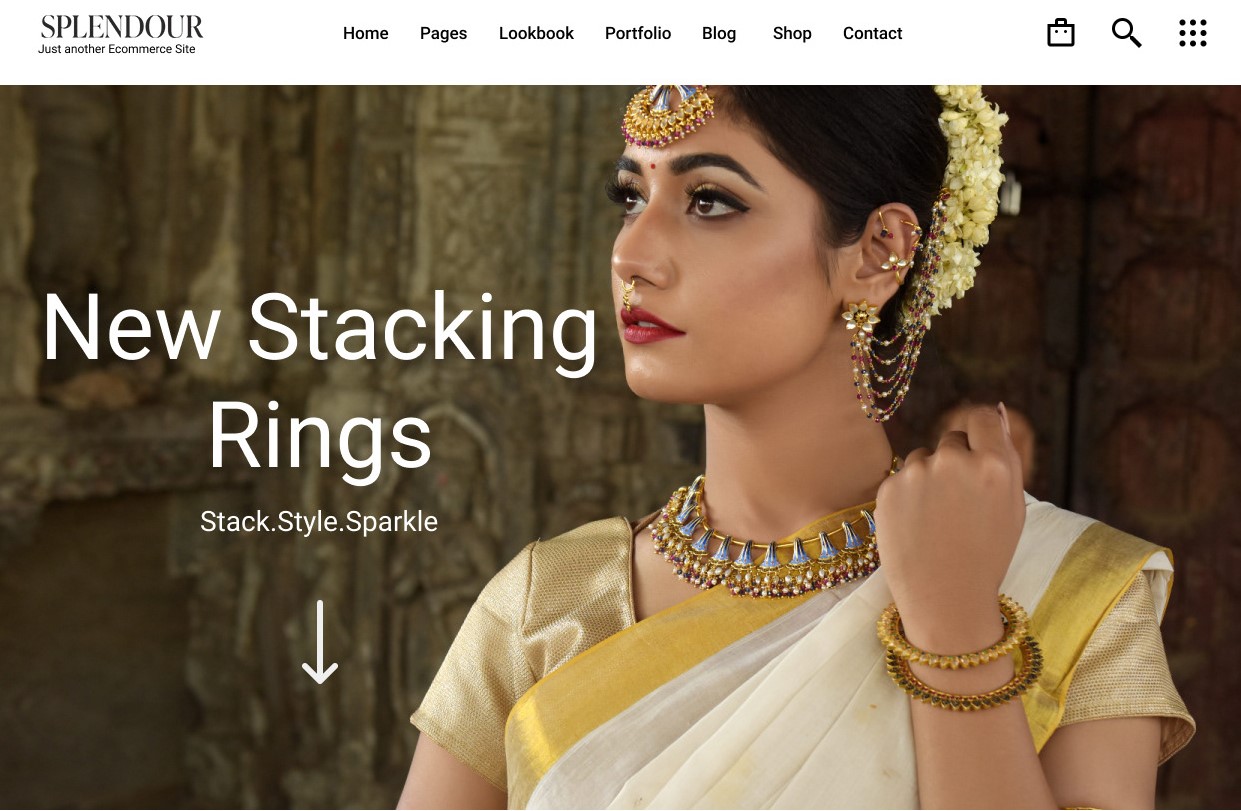 SPLENDOUR
Just another Ecommerce Site
Home Pages Lookbook Portfolio Blog Shop Contact
New Stacking
Rings
Stack.Style.Sparkle